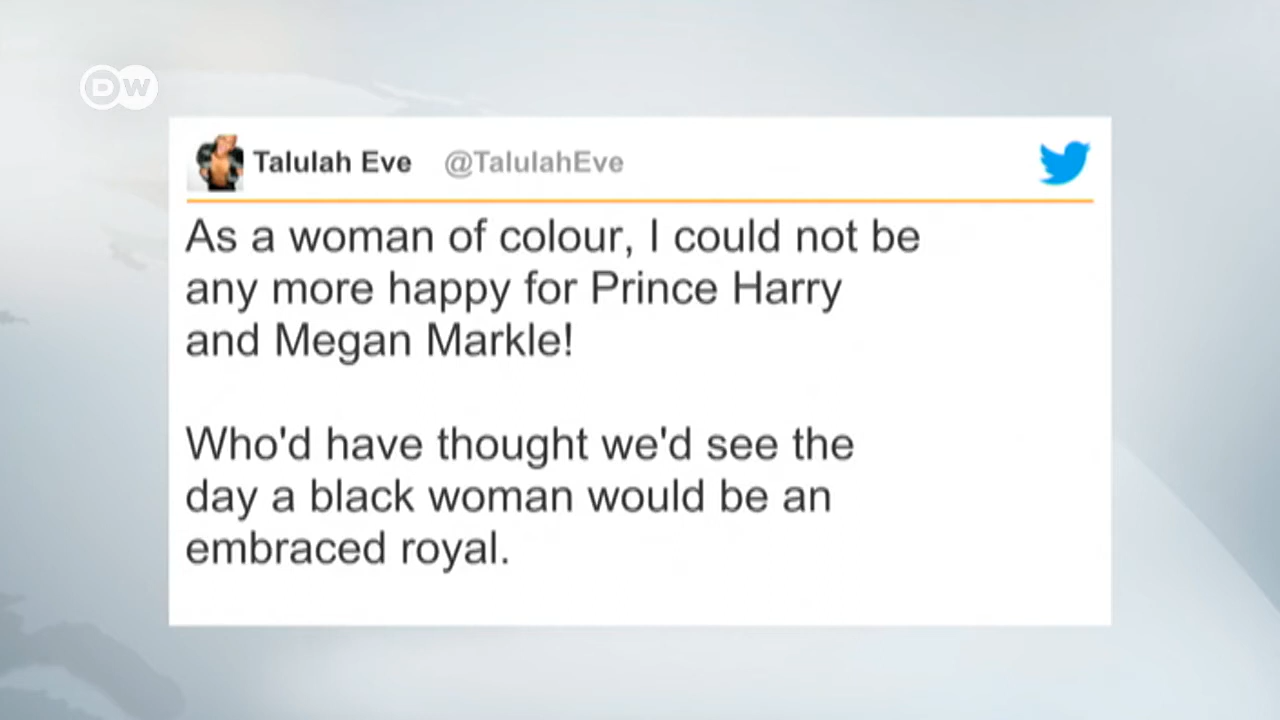 DW
Talulah Eve @TalulahEve
As a woman of colour, I could not be
any more happy for Prince Harry
and Megan Markle!
Who'd have thought we'd see the
day a black woman would be an
embraced royal.